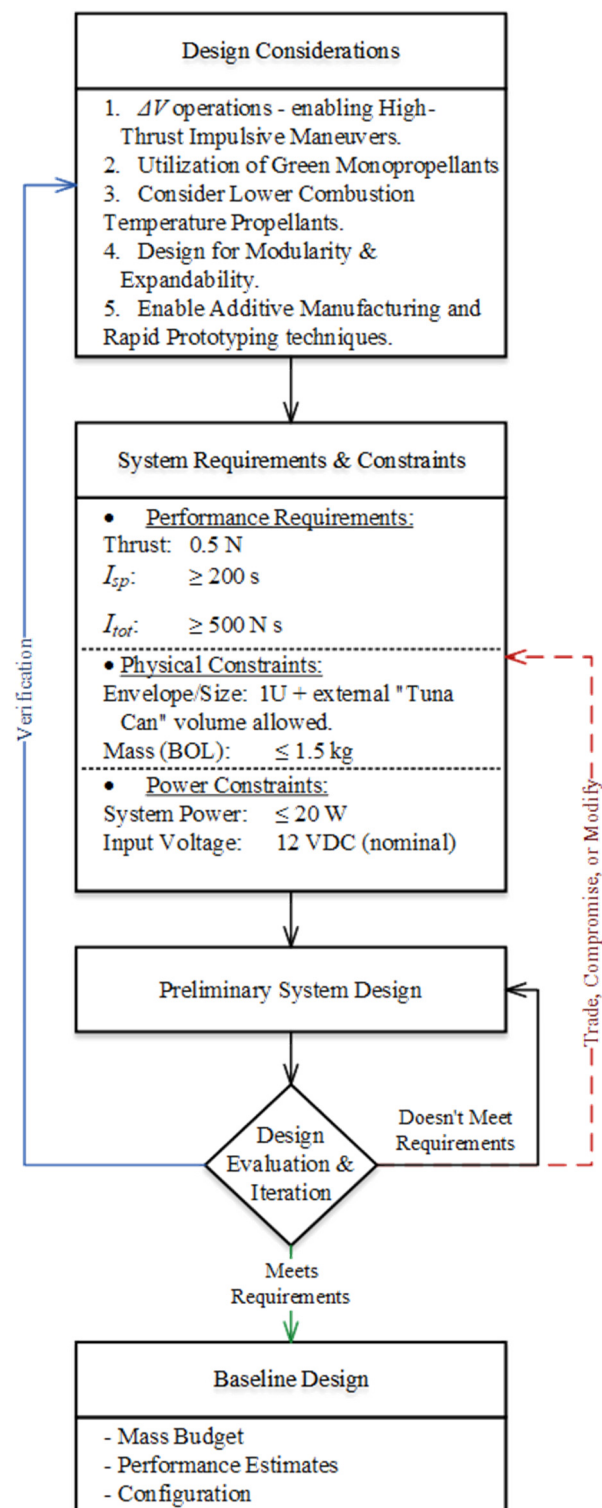 Design Considerations
1. ΔV operations - enabling High-
Thrust Impulsive Maneuvers.
2. Utilization of Green Monopropellants
3. Consider Lower Combustion
Temperature Propellants.
4. Design for Modularity &
Expandability.
5. Enable Additive Manufacturing and
Rapid Prototyping techniques.
System Requirements & Constraints
• Performance Requirements:
Thrust: 0.5 N
Isp: ≥ 200 s
Itot: ≥ 500 N s
• Physical Constraints:
Envelope/Size: 1U + external "Tuna
Can" volume allowed.
Mass (BOL): ≤ 1.5 kg
• Power Constraints:
System Power: ≤ 20 W
Input Voltage: 12 VDC (nominal)
Verification
Trade, Compromise, or Modify
Preliminary System Design
Doesn't Meet
Requirements
Design
Evaluation &
Iteration
Meets
Requirements
Baseline Design
- Mass Budget
- Performance Estimates
- Configuration